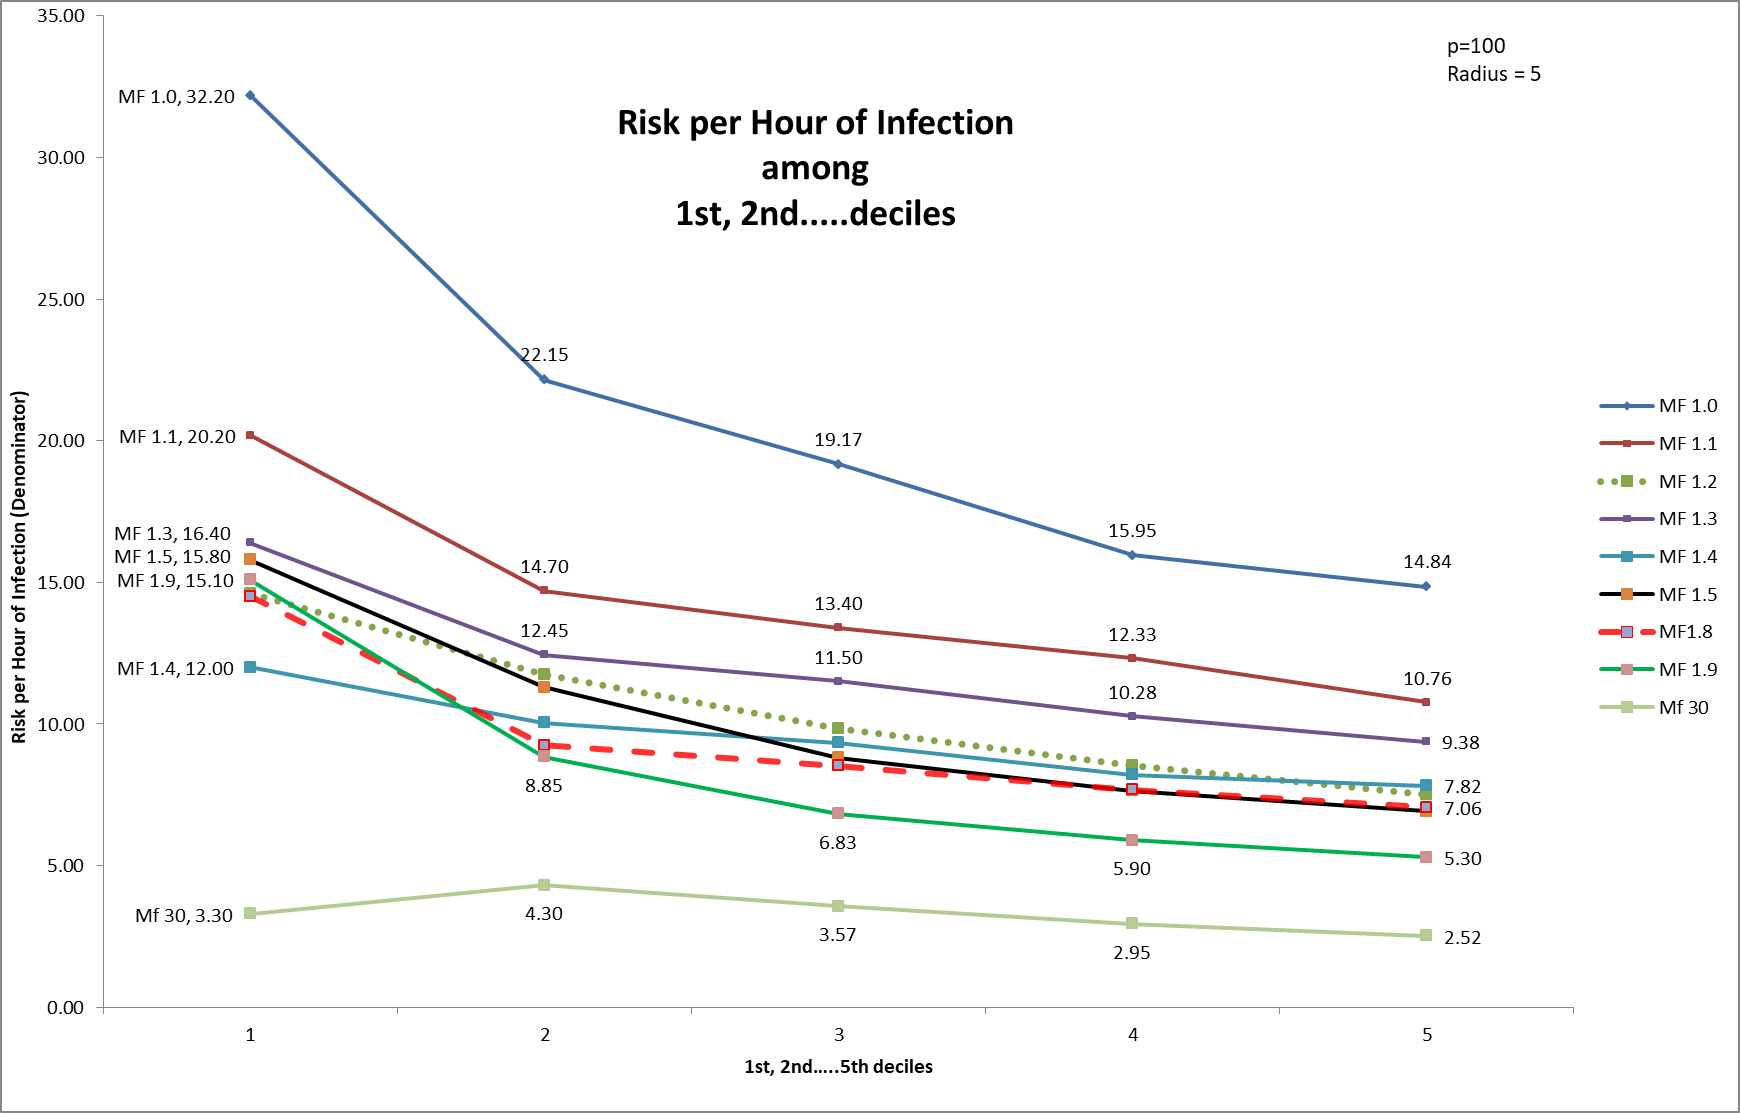 35.00
p=100
Radius = 5
MF 1.0, 32.20
Risk per Hour of Infection
among
1st, 2nd.....deciles
30.00
25.00
22.15
20.00
MF 1.1, 20.20
19.17
15.95
14.84
MF 1.3, 16.40
MF 1.5, 15.80
MF 1.9, 15.10
15.00
14.70
13.40
12.33
10.76
12.45
11.50
10.28
9.38
MF 1.4, 12.00
10.00
7.82
7.06
8.85
6.83
5.90
5.30
5.00
Mf 30, 3.30
4.30
3.57
2.95
2.52
0.00
1
2
3
4
5
1st, 2nd.....5th deciles
Risk per Hour of Infection (Denominator)
MF 1.0
MF 1.1
MF 1.2
MF 1.3
MF 1.4
MF 1.5
MF1.8
MF 1.9
Mf 30